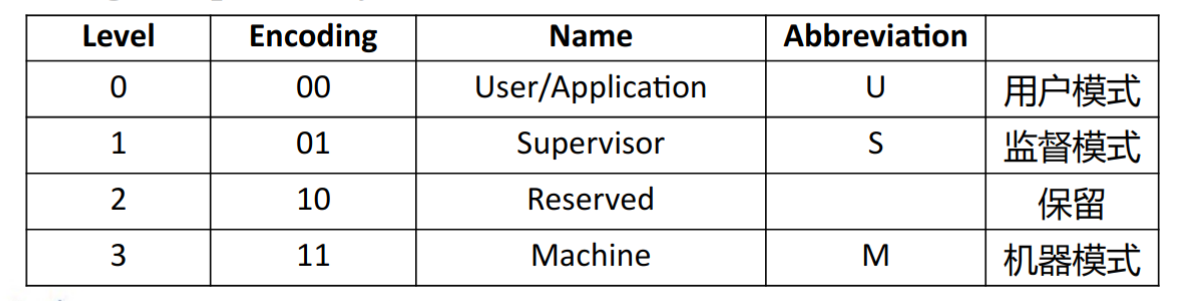 Level Encoding Name Abbreviation
0 00 User/Application U 用户模式
1 01 Supervisor S 监督模式
2 10 Reserved 保留
3 11 Machine M 机器模式